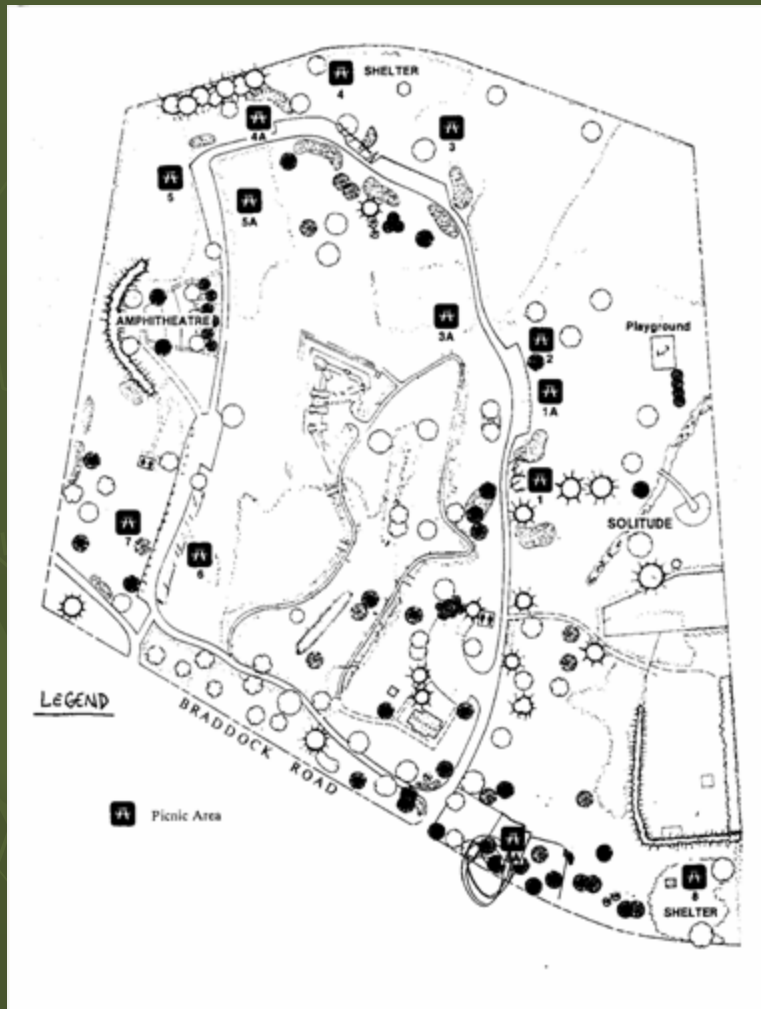 SHELTER
4
4A
3
5
5A
AMPHITHEATRE
3A
2
Playground
1A
1
SOLITUDE
7
6
LEGEND
BRADDOCK ROAD
Picnic Area
8
SHELTER